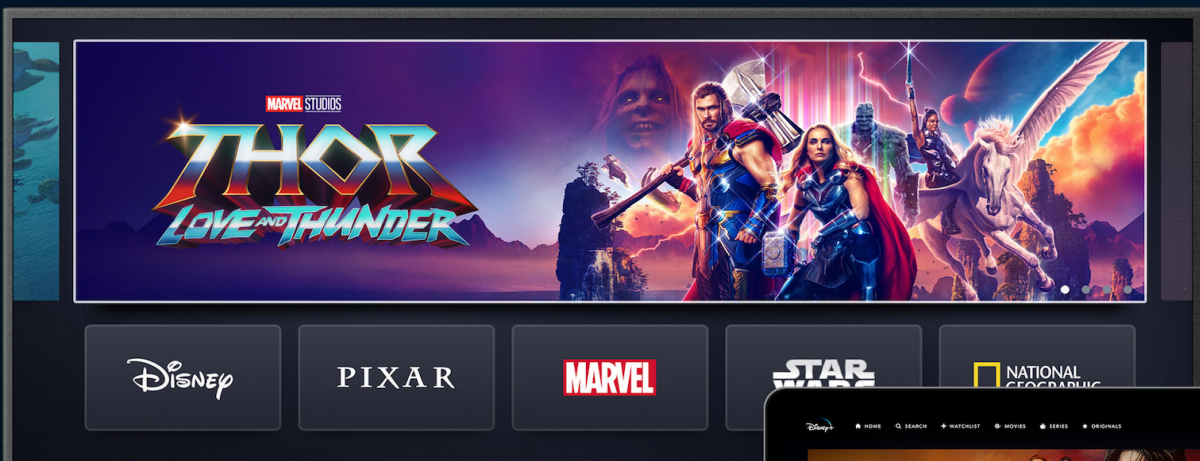 MARVEL STUDIOS
THOR
LOVE AND THUNDER
DISNEY
PIXAR
MARVEL
STAR
WARS
NATIONAL
GEOGRAPHIC
Disney+
HOME
SEARCH
WATCHLIST
MOVIES
SERIES
ORIGINALS